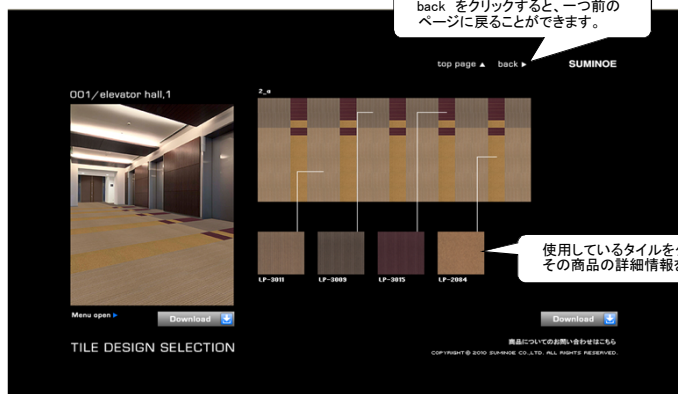 back をクリックすると、一つ前の
ページに戻ることができます。
top page ▲ back ▶ SUMINOE
001/elevator hall,1
2_a
使用しているタイルを
その商品の詳細情報を
LP-3011 LP-3009 LP-3015 LP-2084
Menu open ▶ Download
Download
TILE DESIGN SELECTION
商品についてのお問い合わせはこちら
COPYRIGHT © 2010 SUMINOE CO.,LTD. ALL RIGHTS RESERVED.